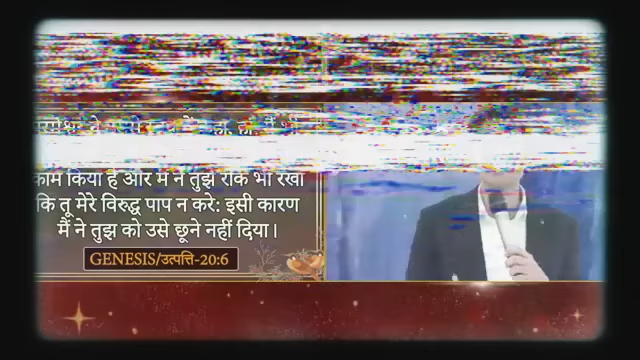 काम किया है और मैं ने तुझे रोक भी रखा
कि तू मेरे विरुद्ध पाप न करे: इसी कारण
मैं ने तुझ को उसे छूने नहीं दिया।
GENESIS/उत्पत्ति-20:6